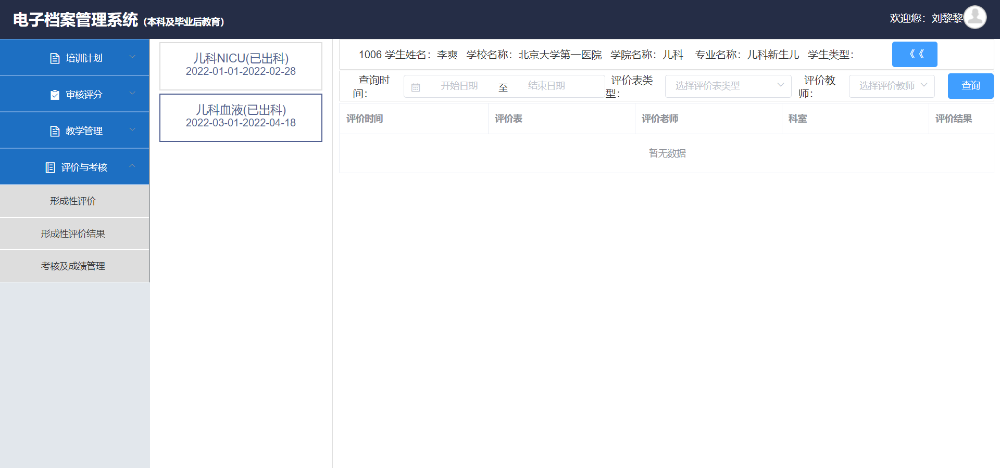 电子档案管理系统（本科及毕业后教育）
欢迎您：刘黎黎
培训计划
审核评分
教学管理
评价与考核
形成性评价
形成性评价结果
考核及成绩管理
儿科NICU(已出科)
2022-01-01-2022-02-28
儿科血液(已出科)
2022-03-01-2022-04-18
1006 学生姓名：李爽 学校名称：北京大学第一医院 学院名称：儿科 专业名称：儿科新生儿 学生类型：
《《
查询时
间：
开始日期 至 结束日期
评价表类
型：
选择评价表类型
评价教
师：
选择评价教师
查询
评价时间 评价表 评价老师 科室 评价结果
暂无数据